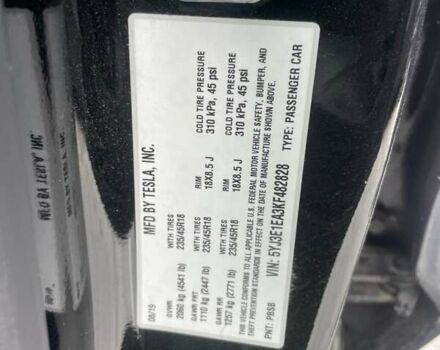 MFD BY TESLA, INC.
08/19
GVWR: WITH TIRES RIM COLD TIRE PRESSURE
2060 kg (4541 lb) 235/45R18 18X8.5 J 310 kPa, 45 psi
GAWR FRT
1110 kg (2447 lb)
GAWR RR WITH TIRES RIM COLD TIRE PRESSURE
1257 kg (2771 lb) 235/45R18 18X8.5 J 310 kPa, 45 psi
THIS VEHICLE CONFORMS TO ALL APPLICABLE U.S. FEDERAL MOTOR VEHICLE SAFETY, BUMPER, AND
THEFT PREVENTION STANDARDS IN EFFECT ON THE DATE OF MANUFACTURE SHOWN ABOVE.
VIN: 5YJ3E1EA3KF482828 TYPE: PASSENGER CAR
PNT: PBSB